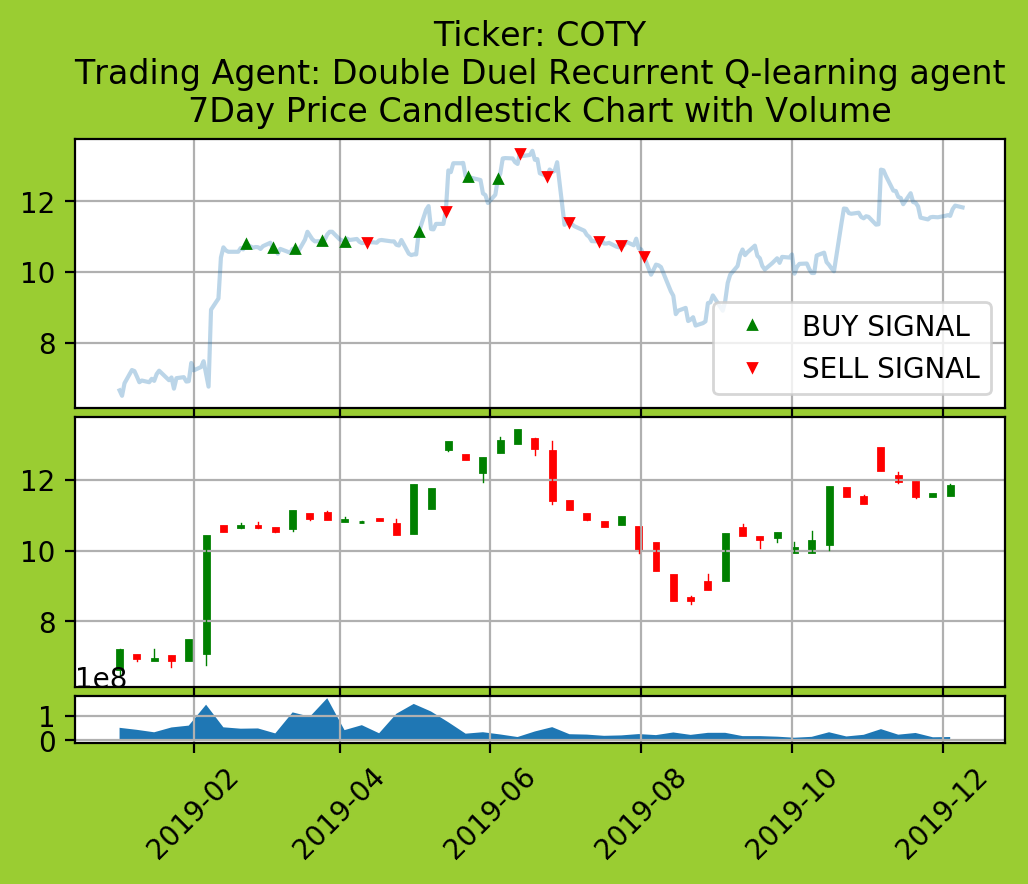 Ticker: COTY
Trading Agent: Double Duel Recurrent Q-learning agent
7Day Price Candlestick Chart with Volume
12
10
8
BUY SIGNAL
SELL SIGNAL
12
10
8
1e8
1
0
2019-02
2019-04
2019-06
2019-08
2019-10
2019-12